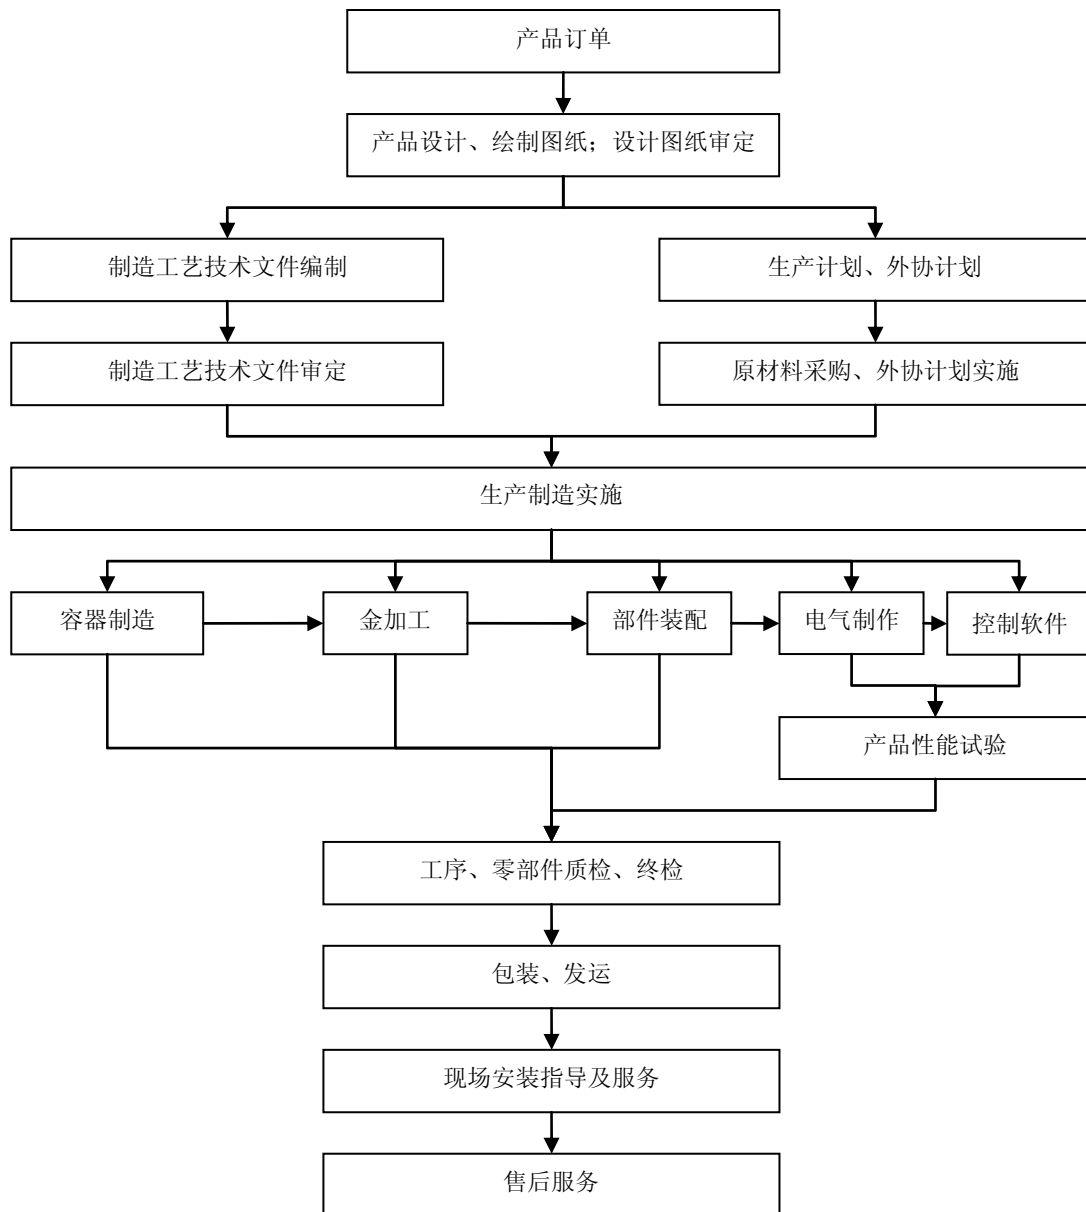 产品订单
产品设计、绘制图纸；设计图纸审定
制造工艺技术文件编制
生产计划、外协计划
制造工艺技术文件审定
原材料采购、外协计划实施
生产制造实施
容器制造
金加工
部件装配
电气制作
控制软件
产品性能试验
工序、零部件质检、终检
包装、发运
现场安装指导及服务
售后服务